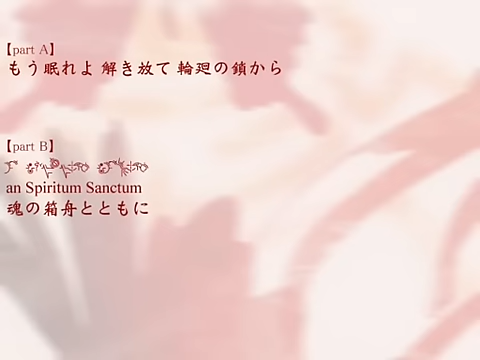 【part A】
もう眠れよ 解き放て 輪廻の鎖から
【part B】
an Spiritum Sanctum
魂の箱舟とともに